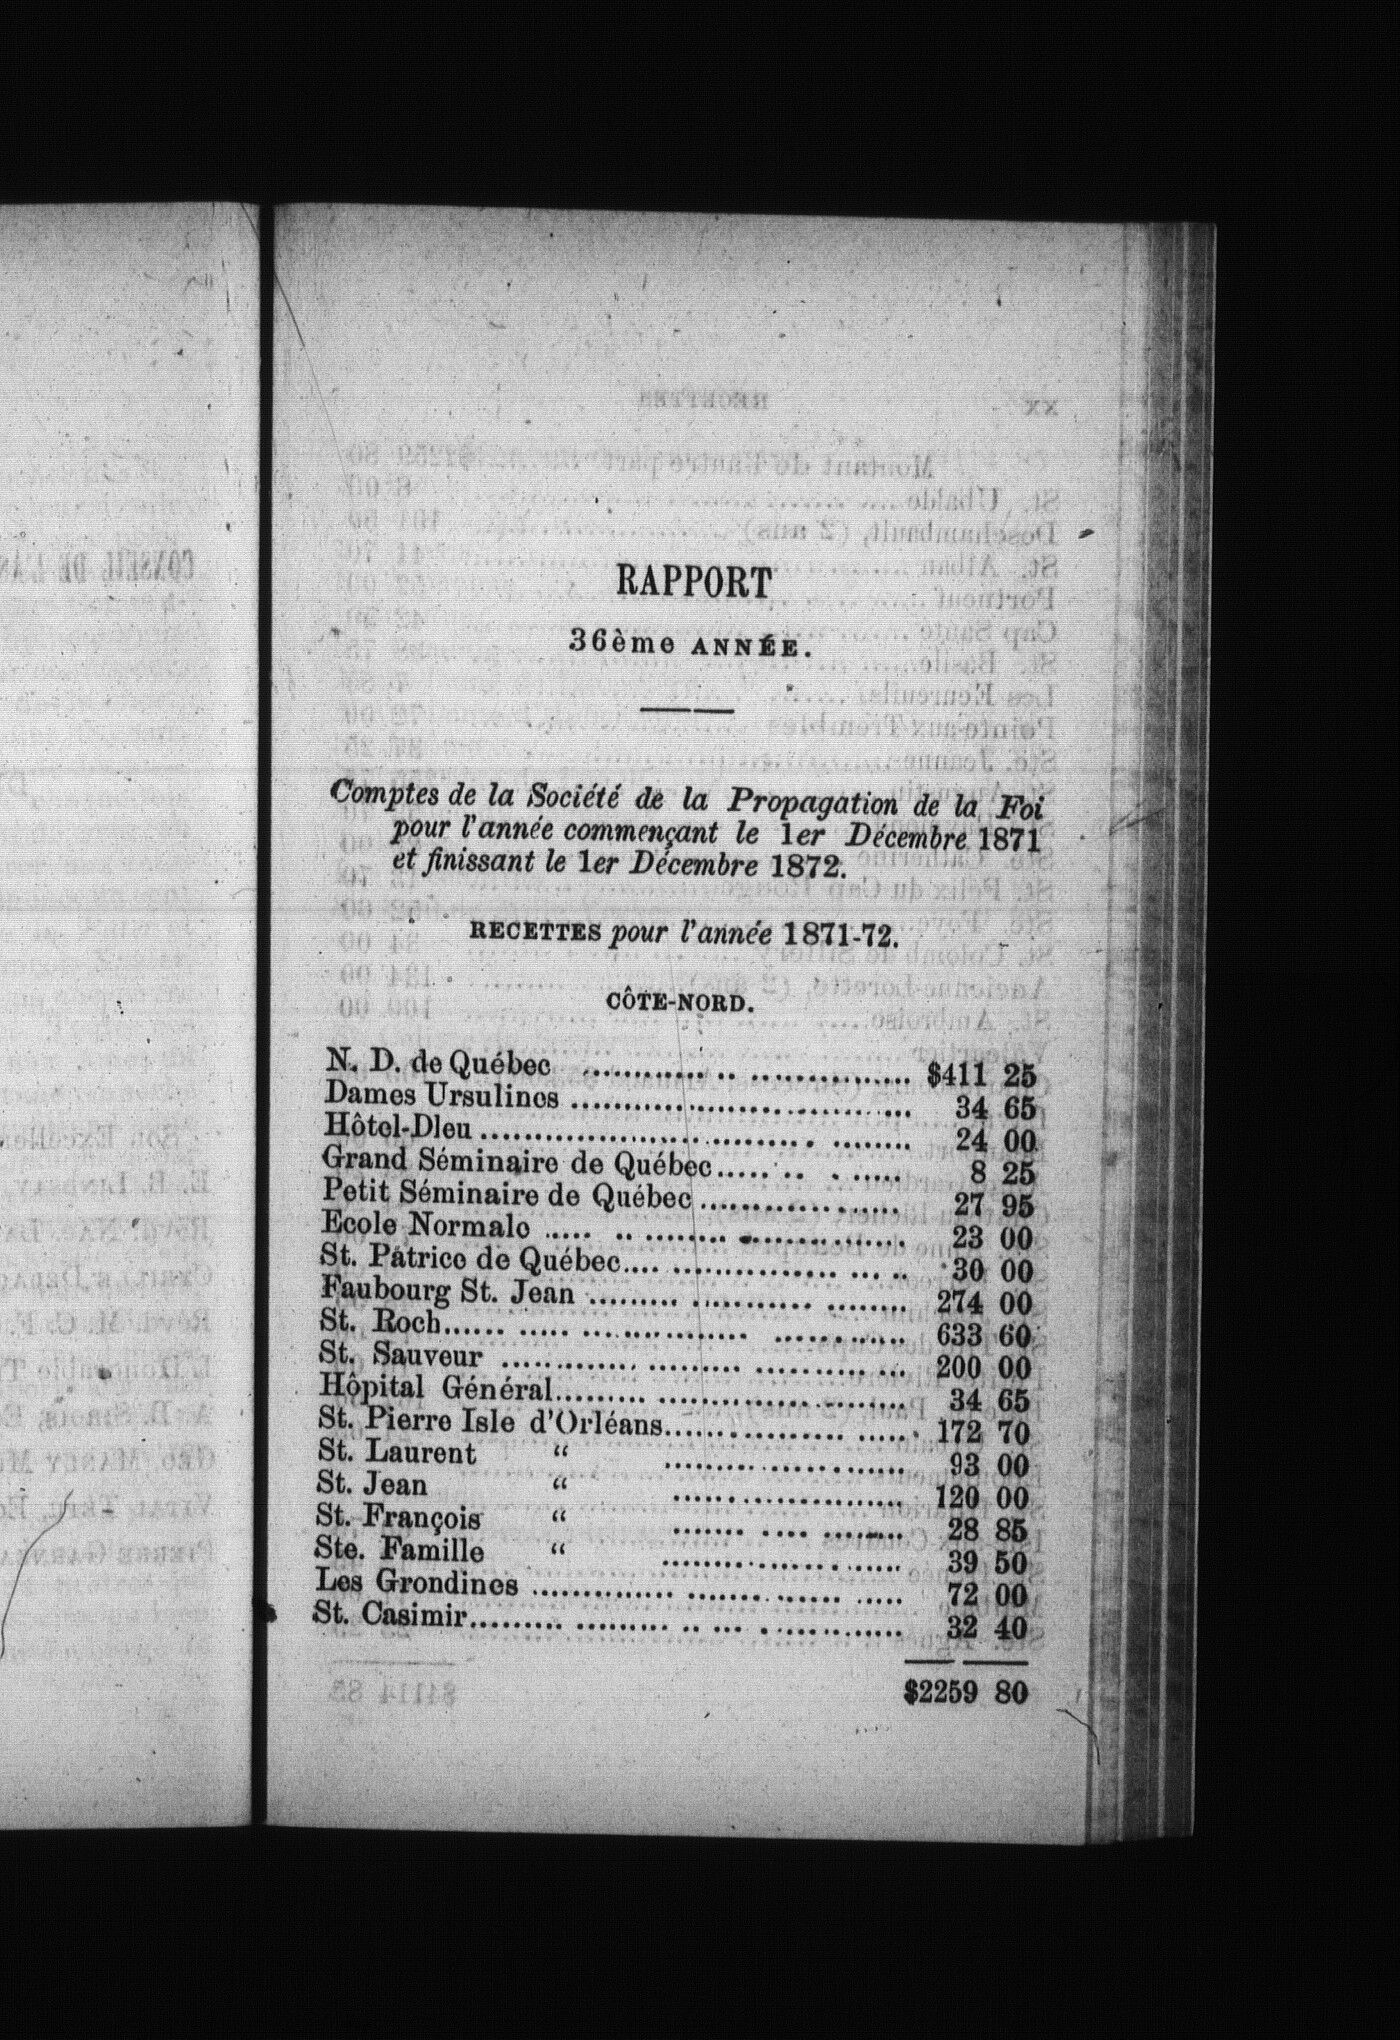 RAPPORT
36ème ANNÉE.
Comptes de la Société de la Propagation de la Foi
pour l'année commençant le 1er Décembre 1871
et finissant le 1er Décembre 1872.
RECETTES pour l'année 1871-72.
CÔTE-NORD.
N. D. de Québec ........................ $411 25
Dames Ursulines ........................ 34 65
Hôtel-Dieu ........................ 24 00
Grand Séminaire de Québec........................ 8 25
Petit Séminaire de Québec ........................ 27 95
Ecole Normale ........................ 23 00
St. Patrice de Québec........................ 30 00
Faubourg St. Jean ........................ 274 00
St. Roch........................ 633 60
St. Sauveur ........................ 200 00
Hôpital Général........................ 34 65
St. Pierre Isle d'Orléans........................ 172 70
St. Laurent “ ........................ 93 00
St. Jean “ ........................ 120 00
St. François “ ........................ 28 85
Ste. Famille “ ........................ 39 50
Les Grondines ........................ 72 00
St. Casimir........................ 32 40
$2259 80